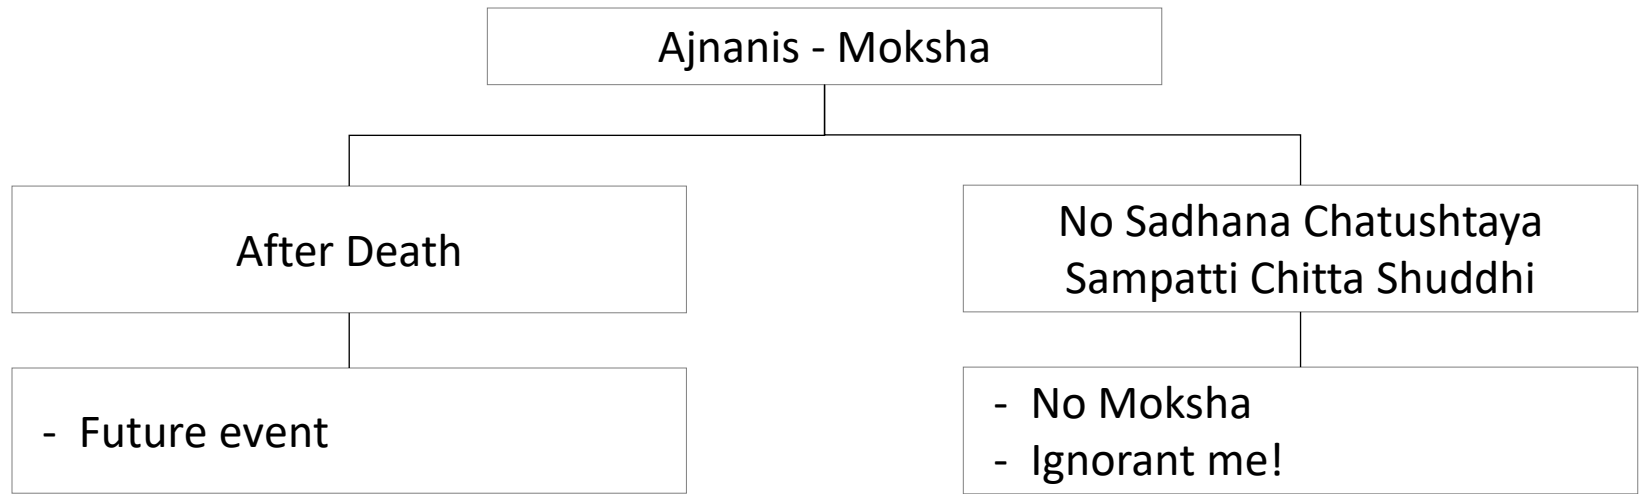 Ajnanis - Moksha
After Death
No Sadhana Chatushtaya
Sampatti Chitta Shuddhi
- Future event
- No Moksha
- Ignorant me!